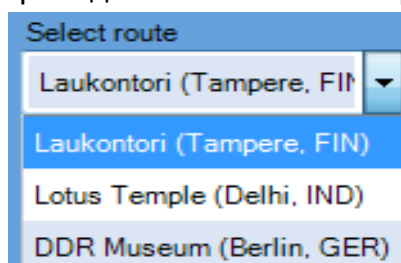 Select route
Laukontori (Tampere, FIN
Laukontori (Tampere, FIN)
Lotus Temple (Delhi, IND)
DDR Museum (Berlin, GER)